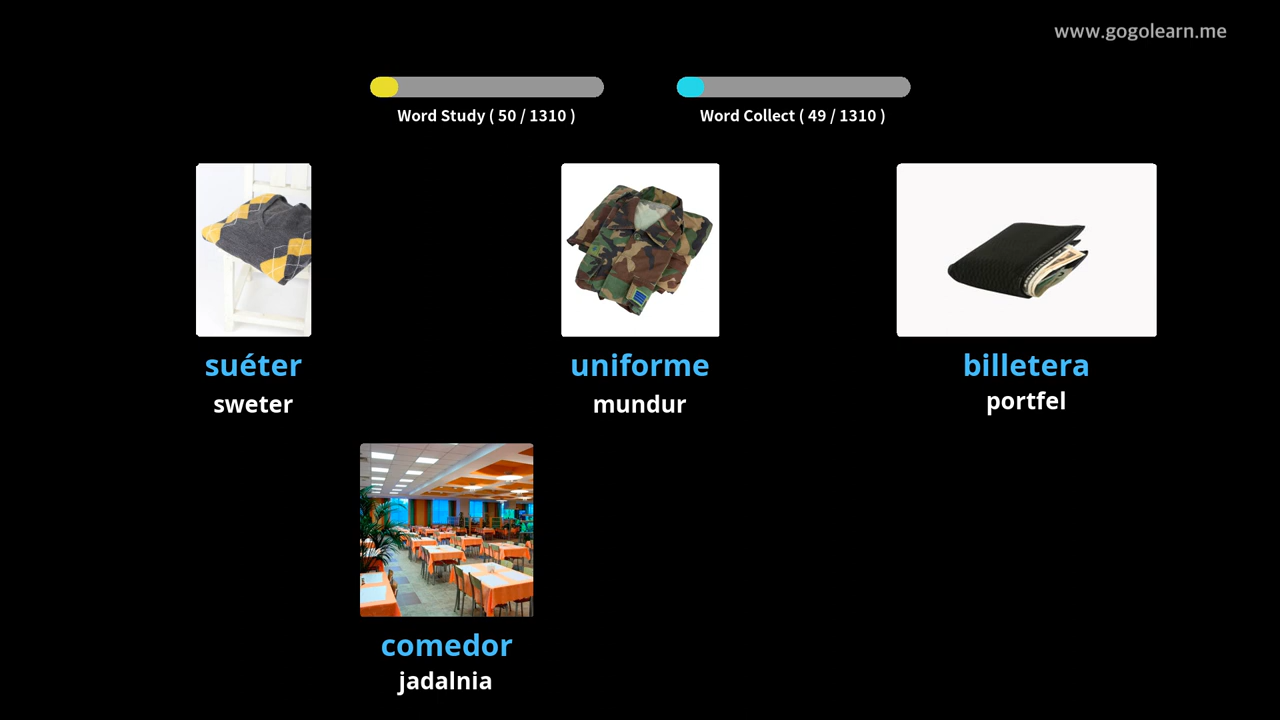 www.gogolearn.me
Word Study ( 50 / 1310 )
Word Collect ( 49 / 1310 )
suéter
sweter
uniforme
mundur
billetera
portfel
comedor
jadalnia